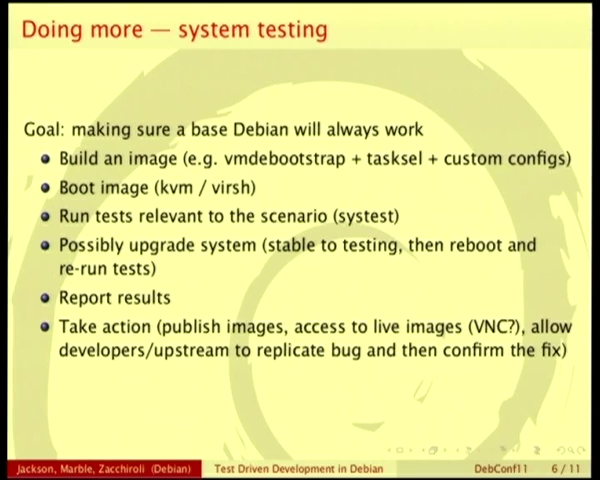 Doing more — system testing
Goal: making sure a base Debian will always work
Build an image (e.g. vmdebootstrap + tasksel + custom configs)
Boot image (kvm / virsh)
Run tests relevant to the scenario (systest)
Possibly upgrade system (stable to testing, then reboot and
re-run tests)
Report results
Take action (publish images, access to live images (VNC?), allow
developers/upstream to replicate bug and then confirm the fix)
Jackson, Marble, Zacchiroli (Debian) Test Driven Development in Debian DebConf11 6 / 11